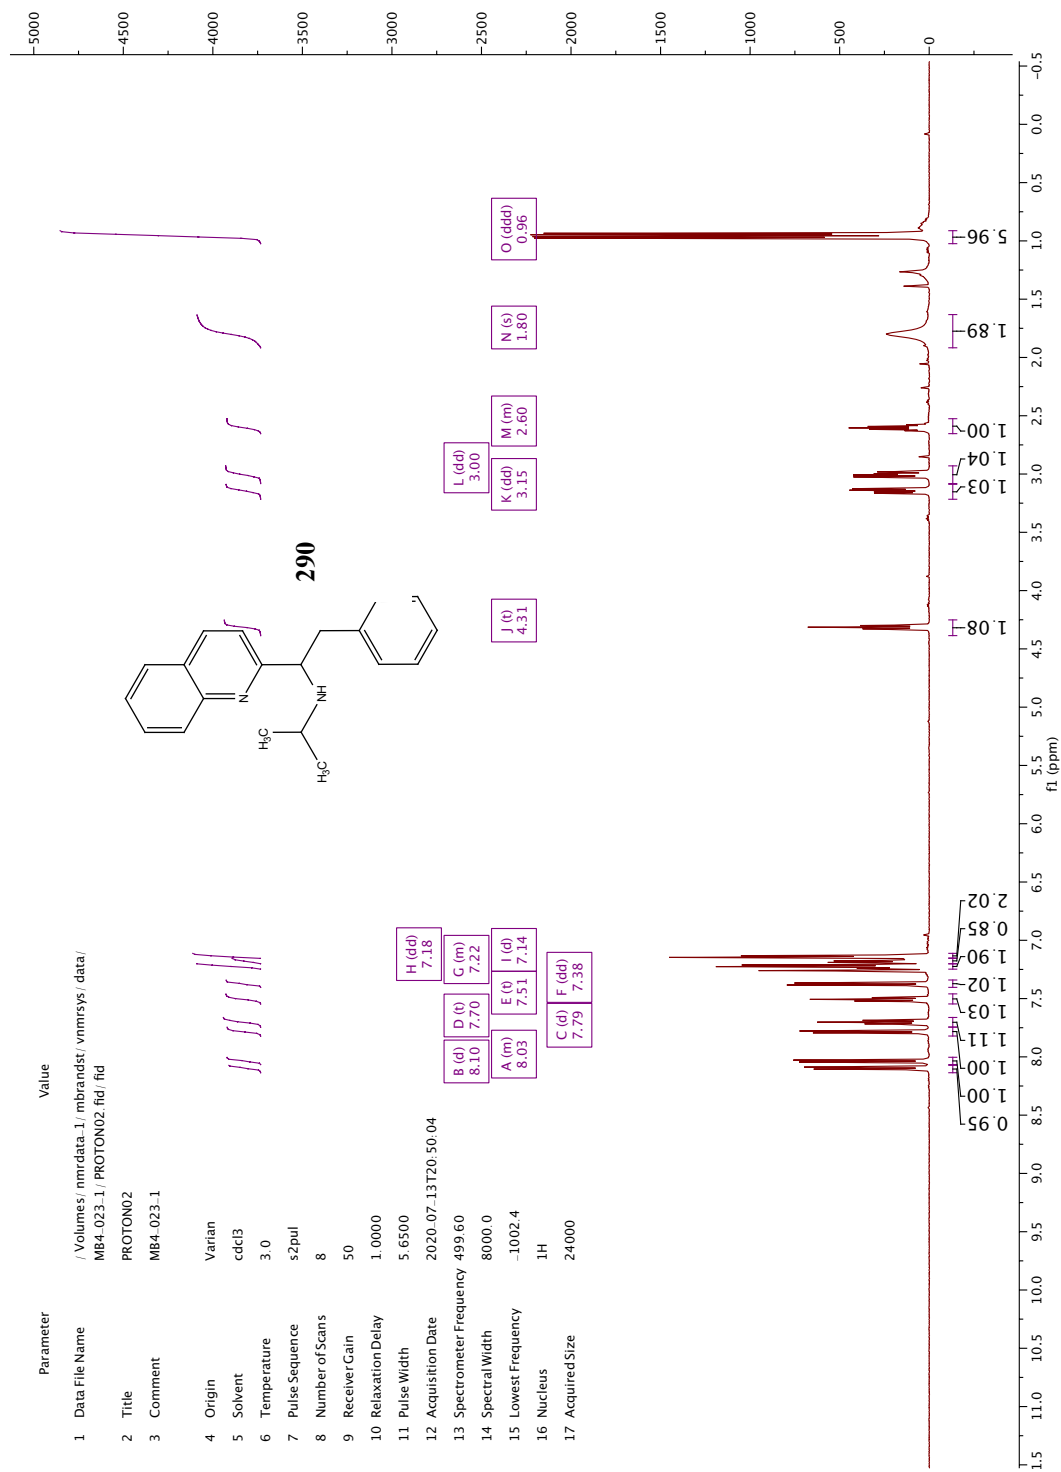 Parameter	Value
1 Data File Name	/ Volumes/ nmrdata-1/ mbrandst/ vnmrsys/ data/
MB4-023-1/ PROTON02.fid/ fid
2 Title	PROTON02
3 Comment	MB4-023-1
4 Origin	Varian
5 Solvent	cdcl3
6 Temperature	3.0
7 Pulse Sequence	s2pul
8 Number of Scans	8
9 Receiver Gain	50
10 Relaxation Delay	1.0000
11 Pulse Width	5.6500
12 Acquisition Date	2020-07-13T20:50:04
13 Spectrometer Frequency	499.60
14 Spectral Width	8000.0
15 Lowest Frequency	-1002.4
16 Nucleus	1H
17 Acquired Size	24000
N
NH
H3C
H3C
290
H (dd)
7.18
B (d)
8.10
D (t)
7.70
G (m)
7.22
L (dd)
3.00
A (m)
8.03
E (t)
7.51
I (d)
7.14
J (t)
4.31
K (dd)
3.15
M (m)
2.60
N (s)
1.80
O (ddd)
0.96
C (d)
7.79
F (dd)
7.38
5000
4500
4000
3500
3000
2500
2000
1500
1000
500
0
0.95
1.00
1.00
1.11
1.03
1.02
1.90
0.85
2.02
1.08
1.03
1.04
1.00
1.89
5.96
1.5 11.0 10.5 10.0 9.5 9.0 8.5 8.0 7.5 7.0 6.5 6.0 5.5 5.0 4.5 4.0 3.5 3.0 2.5 2.0 1.5 1.0 0.5 0.0 -0.5
f1 (ppm)